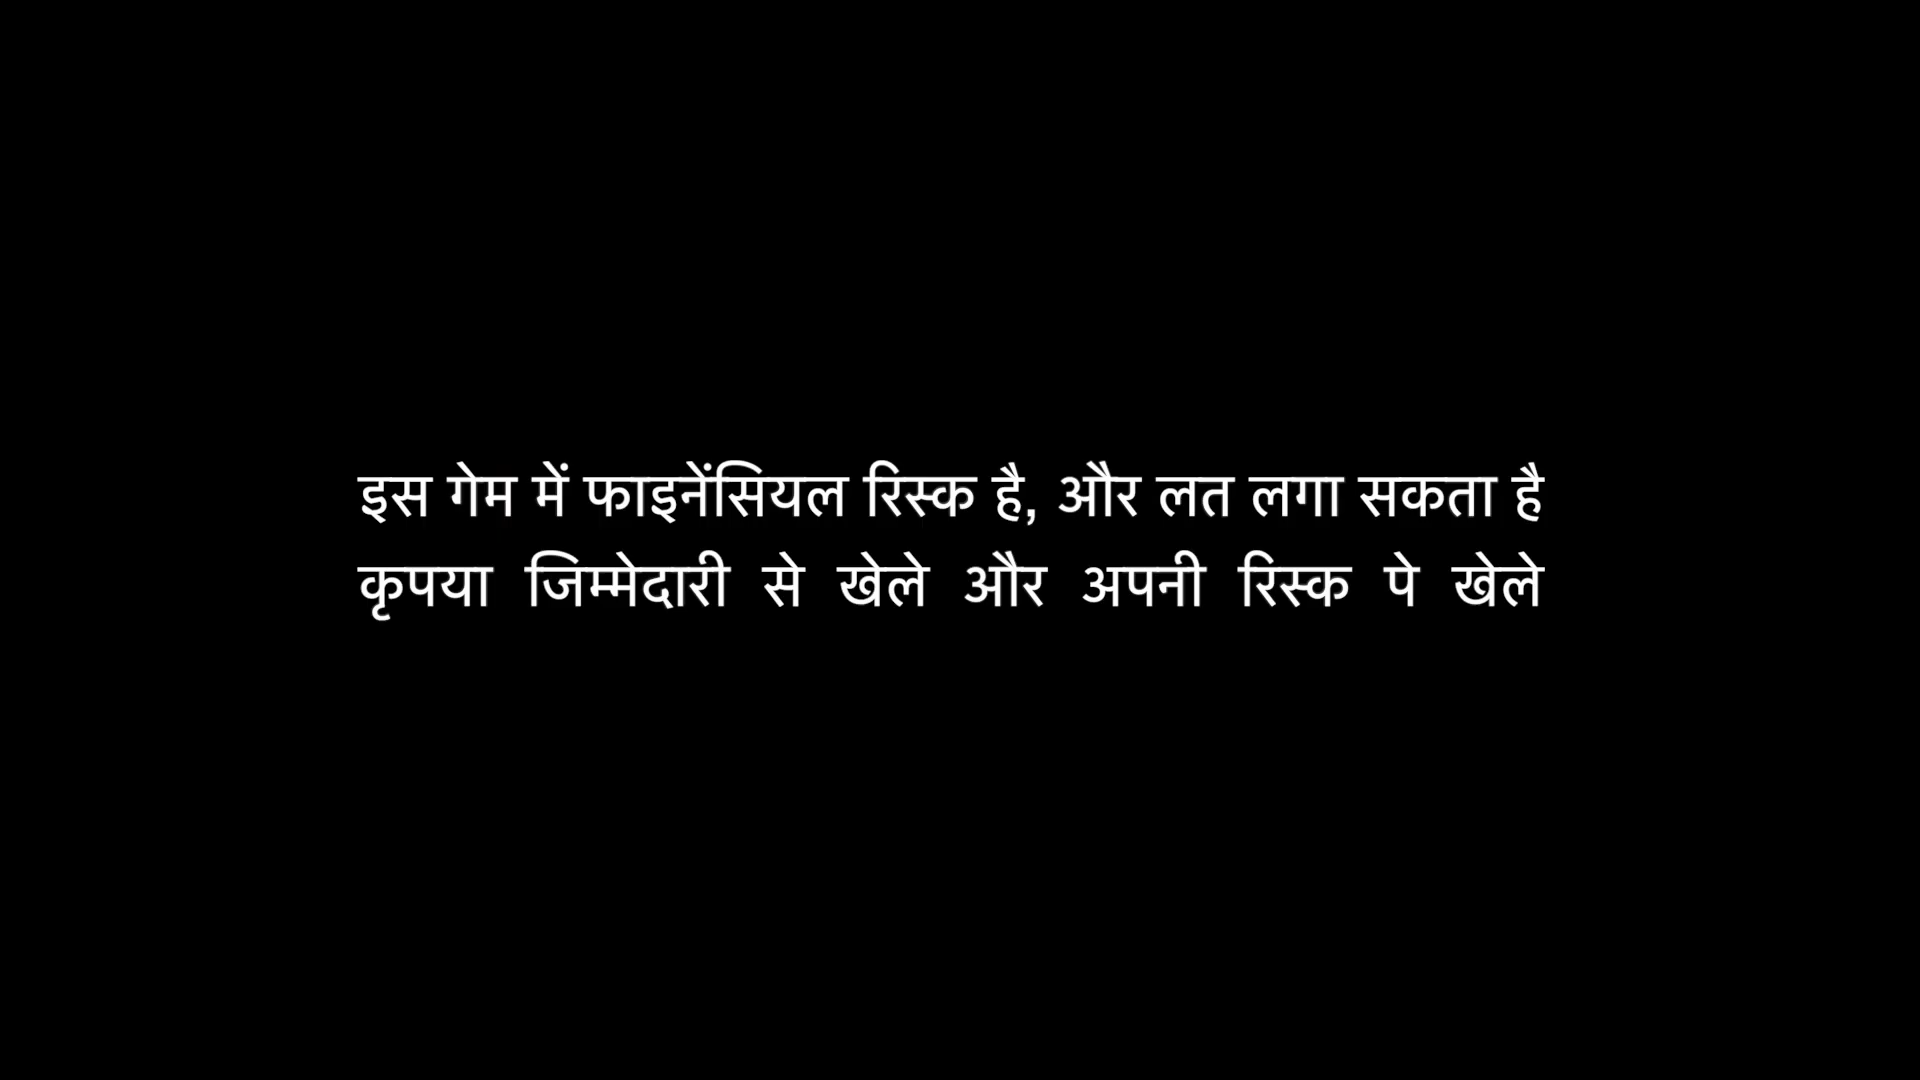 इस गेम में फाइनेंसियल रिस्क है, और लत लगा सकता है
कृपया जिम्मेदारी से खेले और अपनी रिस्क पे खेले